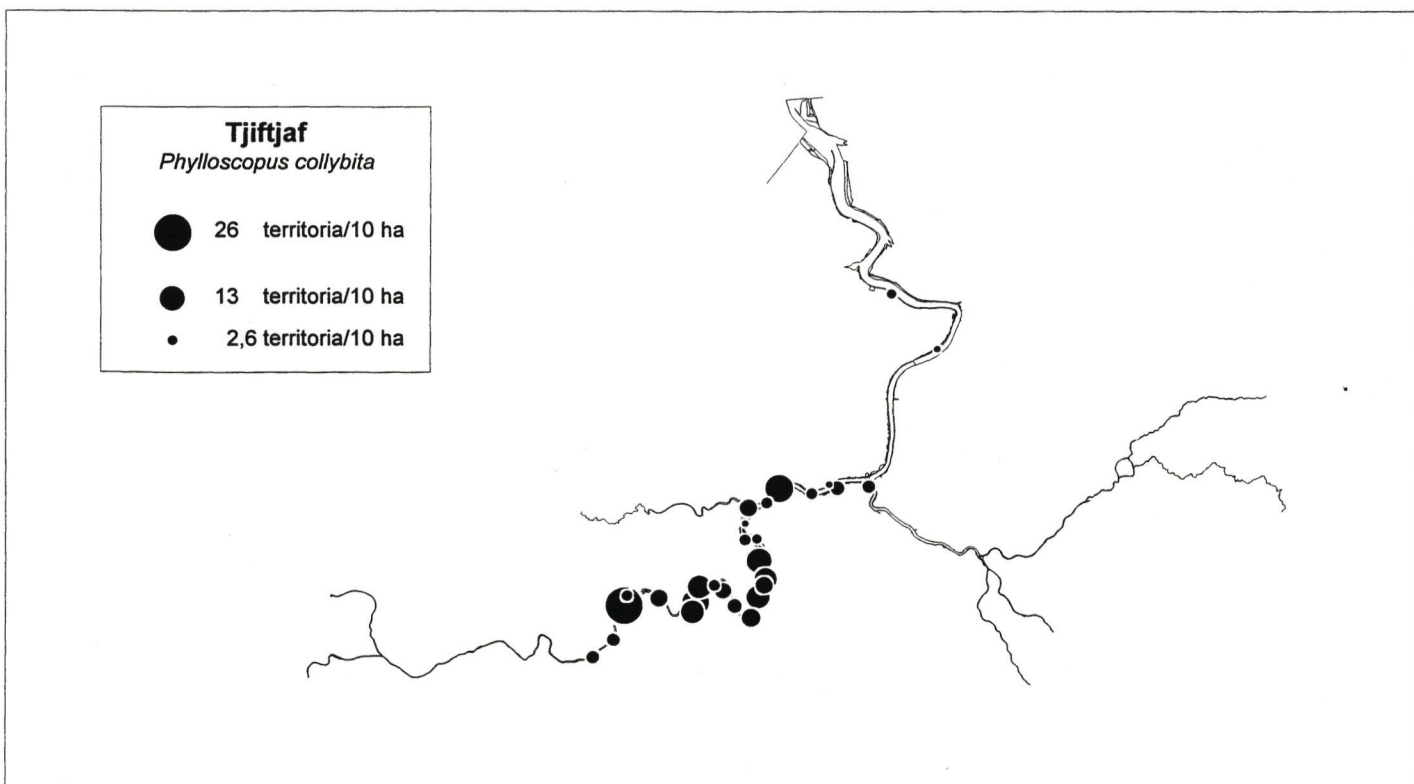 Tjiftjaf
Phylloscopus collybita
26 territoria/10 ha
13 territoria/10 ha
2,6 territoria/10 ha